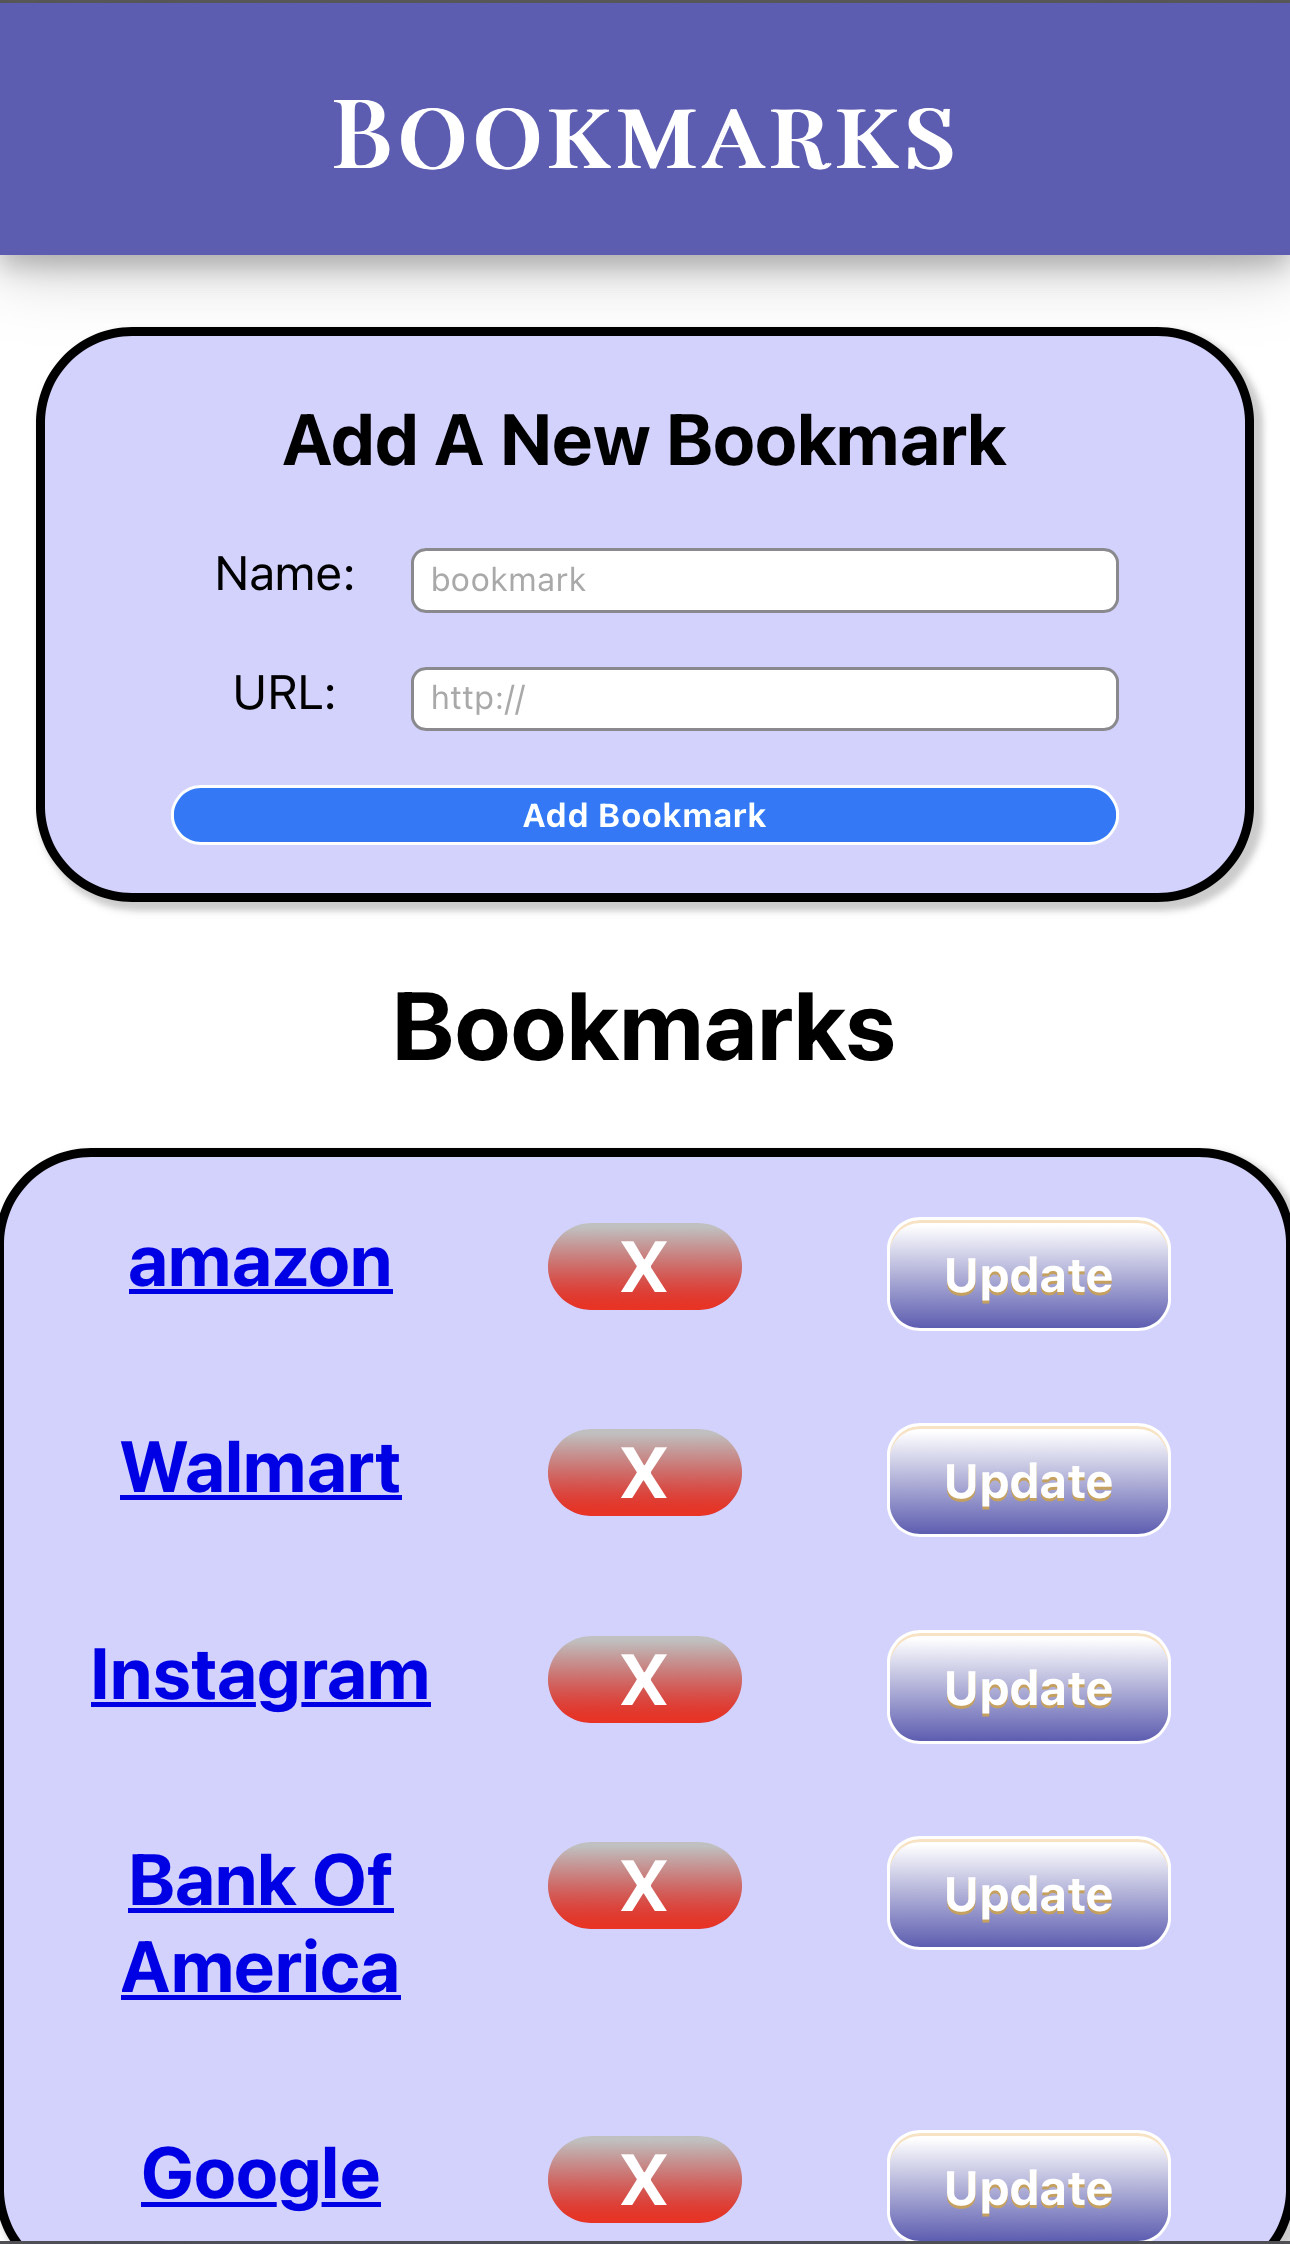 Bookmarks
Add A New Bookmark
Name: bookmark
URL: http://
Add Bookmark
Bookmarks
amazon X Update
Walmart X Update
Instagram X Update
Bank Of X Update
America
Google X Update